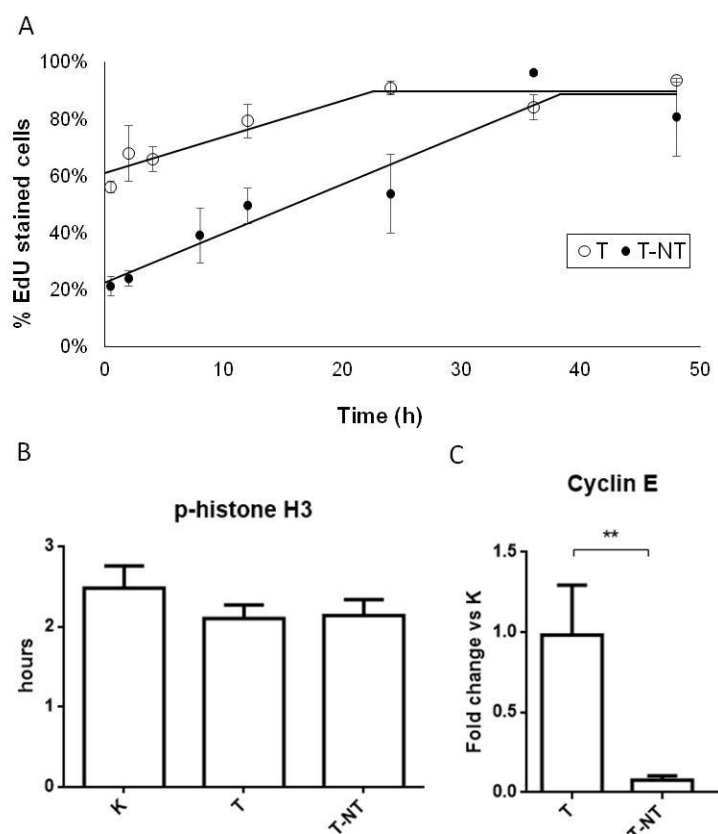 A
100%
80%
60%
40%
20%
0%
% EdU stained cells
○ T ● T-NT
0 10 20 30 40 50
Time (h)
B
p-histone H3
3
2
1
0
hours
K T T-NT
C
Cyclin E
**
1.5
1.0
0.5
0.0
Fold change vs K
T T-NT